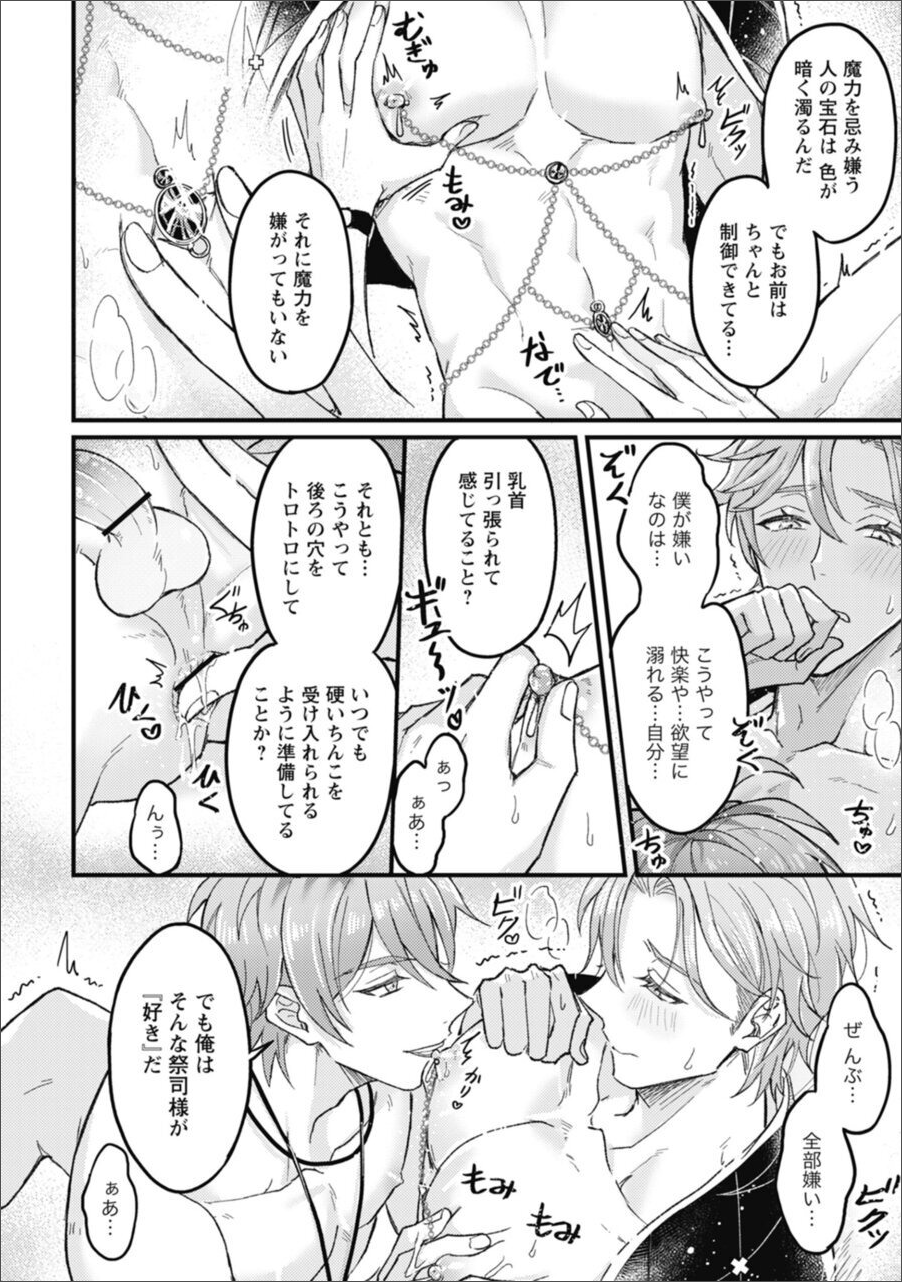 魔力を忌み嫌う
人の宝石は 色が
暗く濁るんだ
でもお前は
ちゃんと
制御できてる…
むぎゅ
ビクッ
もみ♡
なで…
それに魔力を
嫌がってもいない
僕が嫌い
なのは…
こうやって
快楽や…欲望に
溺れる…自分…
ぞく
ちゅ♡
ちゅ
乳首
引っ張られて
感じてること?
ギュ〜
あっ
ああ…
それとも…
こうやって
後ろの穴を
トロトロにして
いつでも
硬いちんこを
受け入れられる
ように準備してる
ことか?
ひく
ひく
んぅ…
ぜ んぶ…
全部嫌い…
ゾクッ
ビクッ
かり
もみ
もみ
でも俺は
そんな祭司様が
『好き』だ
ぁあ…